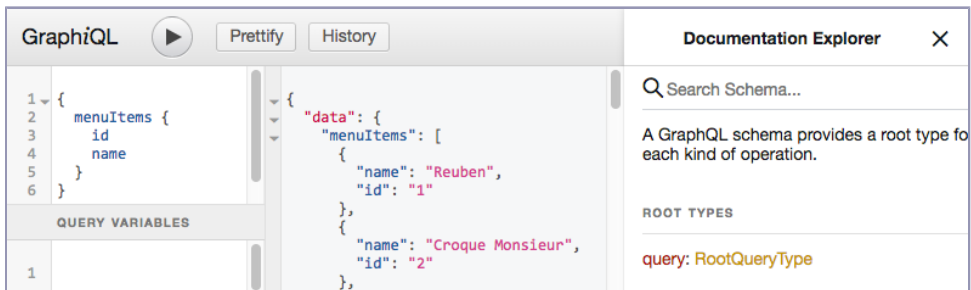 GraphiQL
Prettify
History
1 {
2 menuItems {
3 id
4 name
5 }
6 }
QUERY VARIABLES
1
{
"data": {
"menuItems": [
{
"name": "Reuben",
"id": "1"
},
{
"name": "Croque Monsieur",
"id": "2"
},
Documentation Explorer
Search Schema...
A GraphQL schema provides a root type fo
each kind of operation.
ROOT TYPES
query: RootQueryType